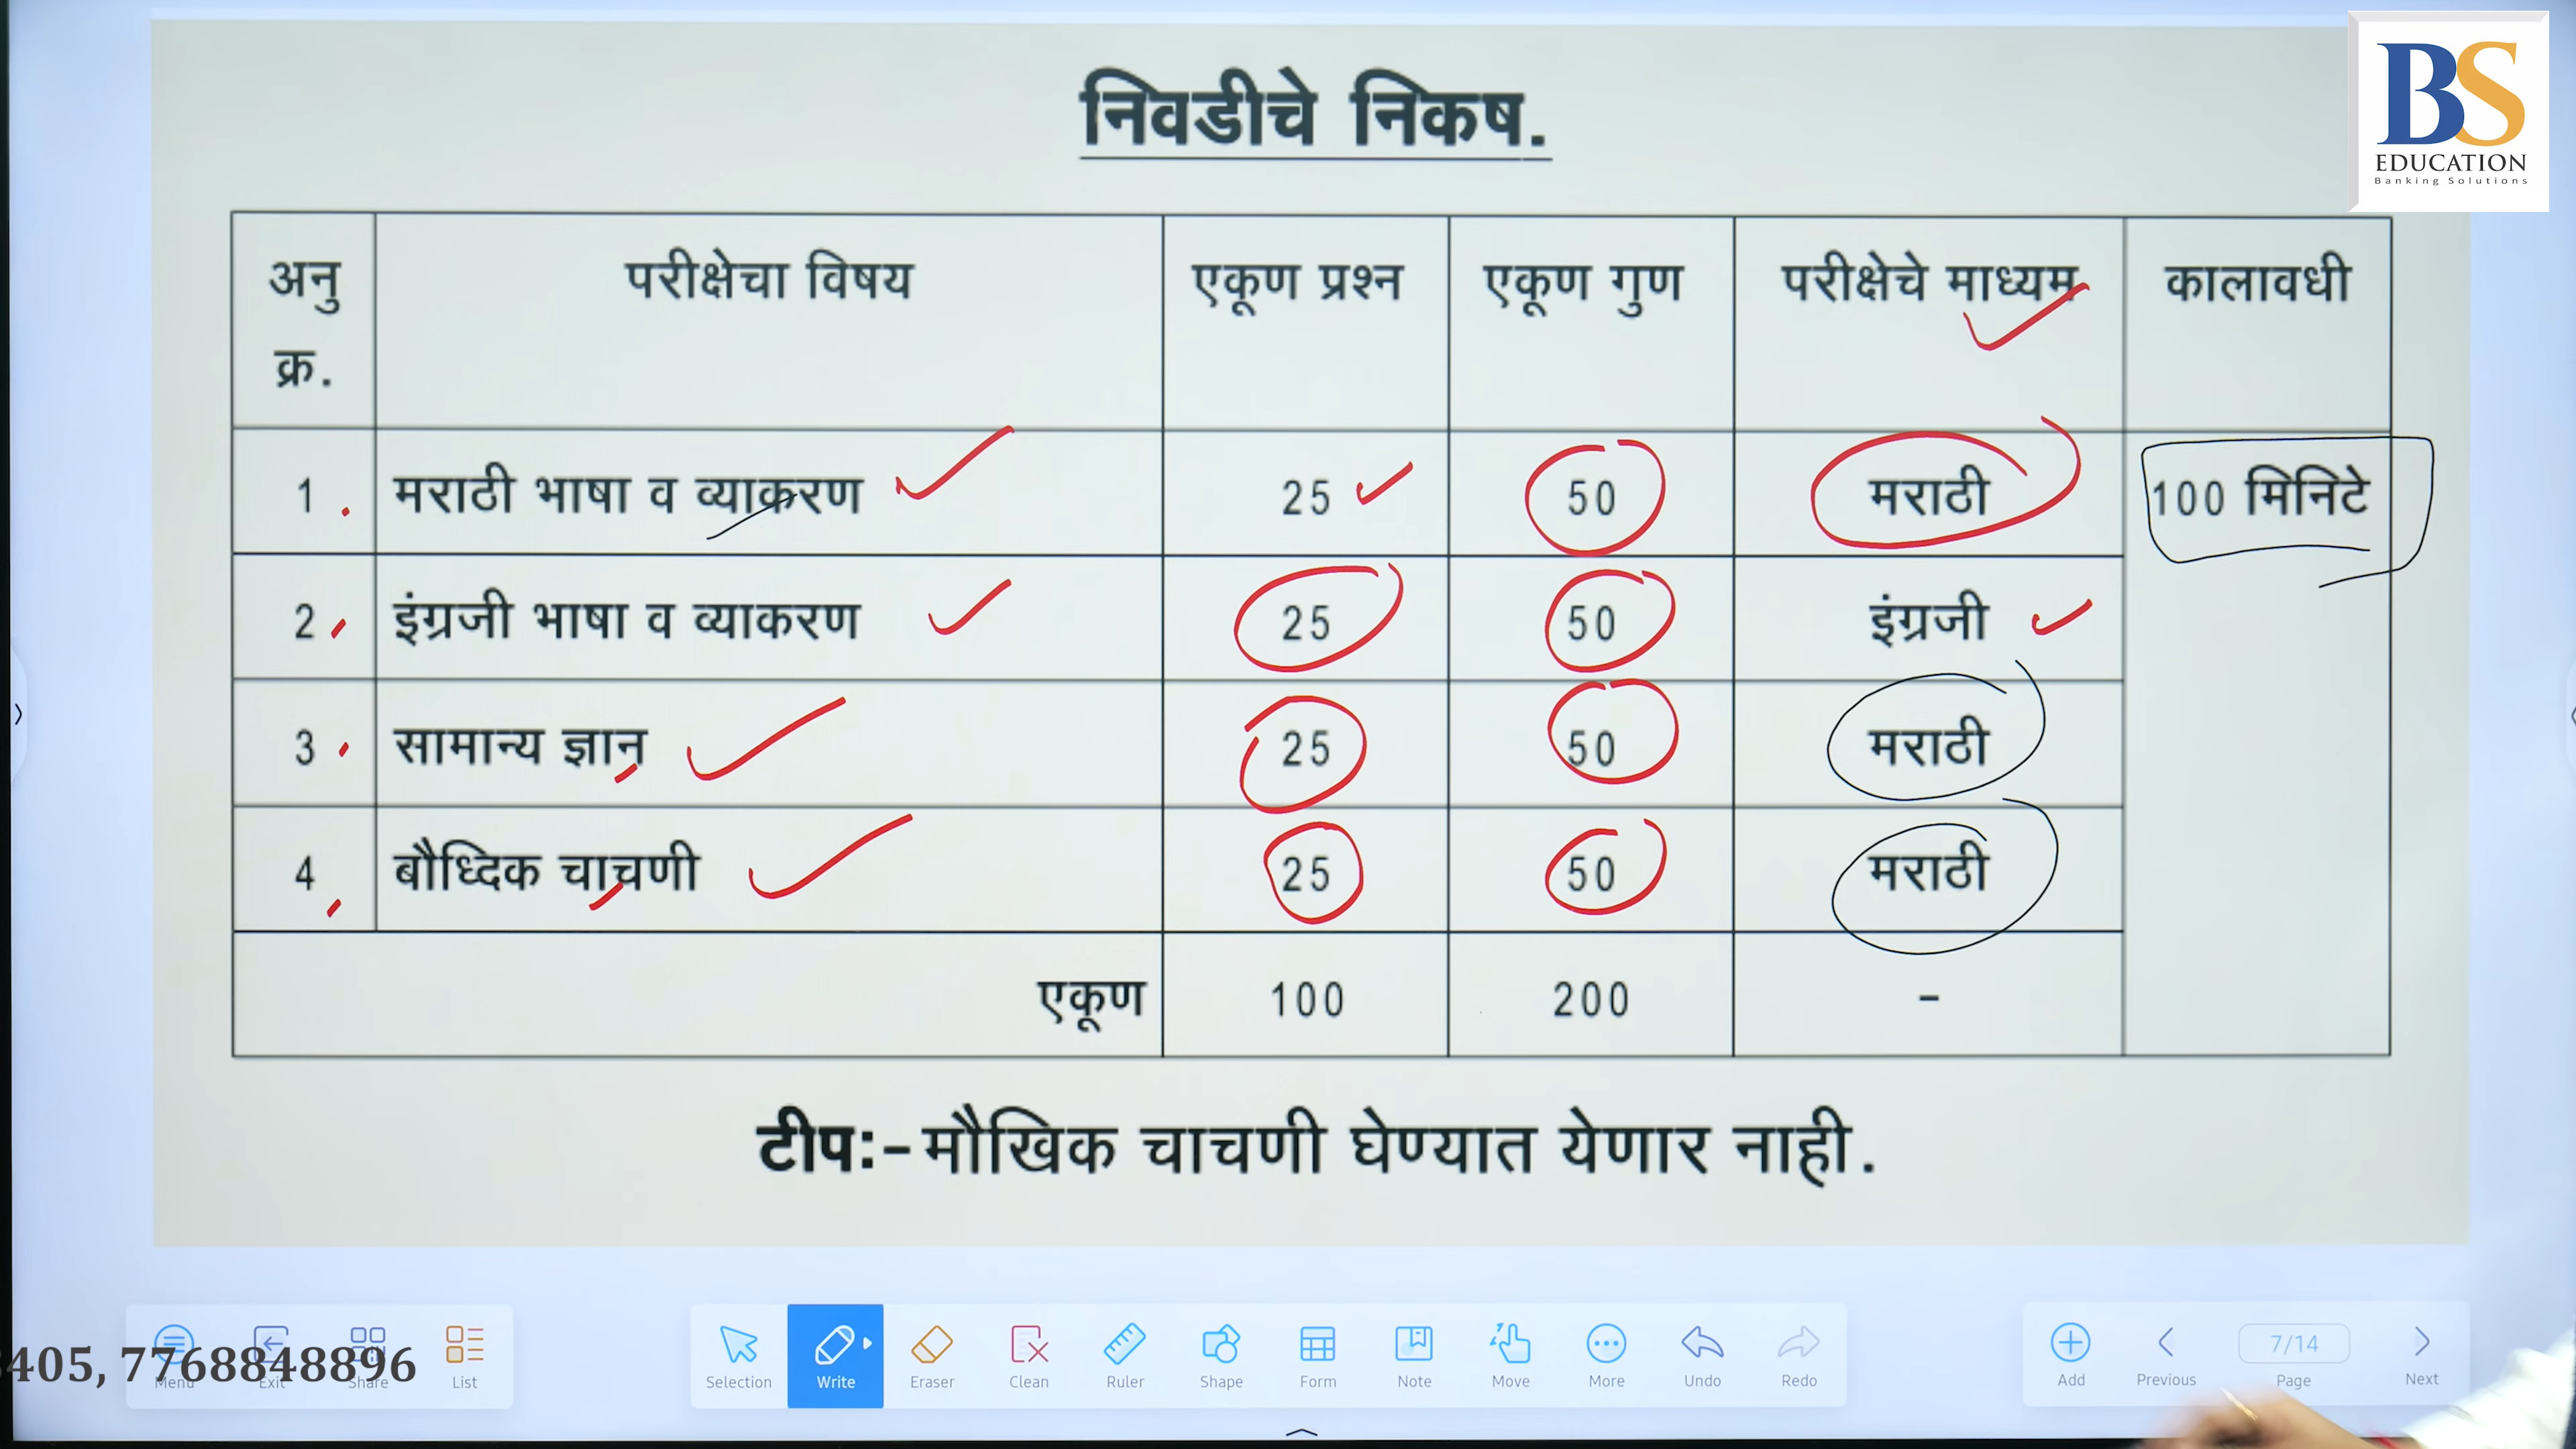 BS
EDUCATION
Banking Solutions
निवडीचे निकष.
अनु क्र. परीक्षेचा विषय एकूण प्रश्न एकूण गुण परीक्षेचे माध्यम कालावधी
1 मराठी भाषा व व्याकरण 25 50 मराठी 100 मिनिटे
2 इंग्रजी भाषा व व्याकरण 25 50 इंग्रजी
3 सामान्य ज्ञान 25 50 मराठी
4 बौध्दिक चाचणी 25 50 मराठी
एकूण 100 200 -
टीप:- मौखिक चाचणी घेण्यात येणार नाही.
405, 7768848896
Menu Exit Share List Selection Write Eraser Clean Ruler Shape Form Note Move More Undo Redo Add Previous 7/14 Page Next